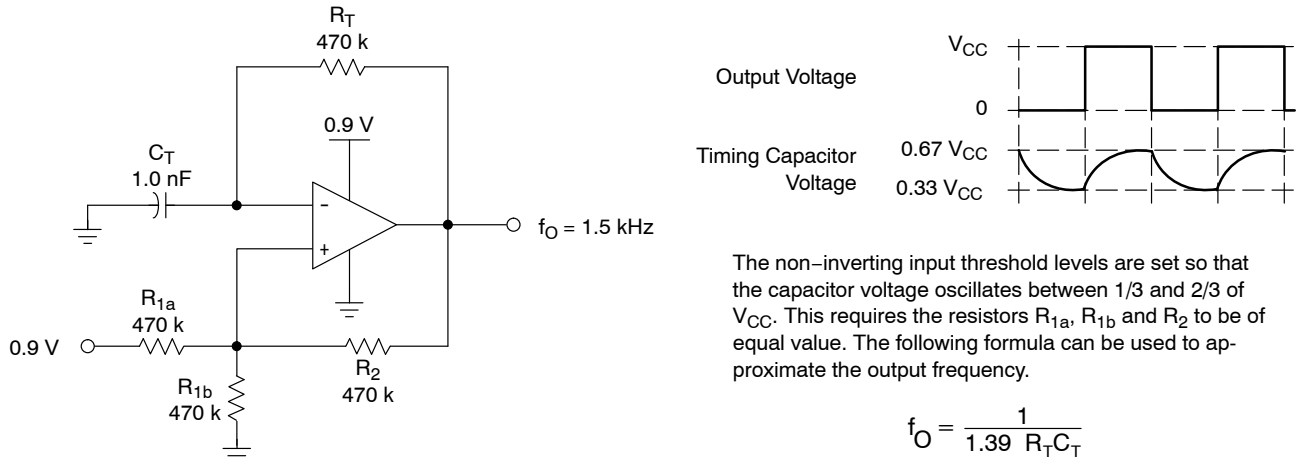 R_T
470 k
0.9 V
C_T
1.0 nF
−
+
f_O = 1.5 kHz
R_1a
470 k
0.9 V
R_1b
470 k
R_2
470 k
Output Voltage
V_CC
0
Timing Capacitor
Voltage
0.67 V_CC
0.33 V_CC
The non−inverting input threshold levels are set so that
the capacitor voltage oscillates between 1/3 and 2/3 of
V_CC. This requires the resistors R_1a, R_1b and R_2 to be of
equal value. The following formula can be used to ap-
proximate the output frequency.
f_O = 1 / (1.39 R_TC_T)